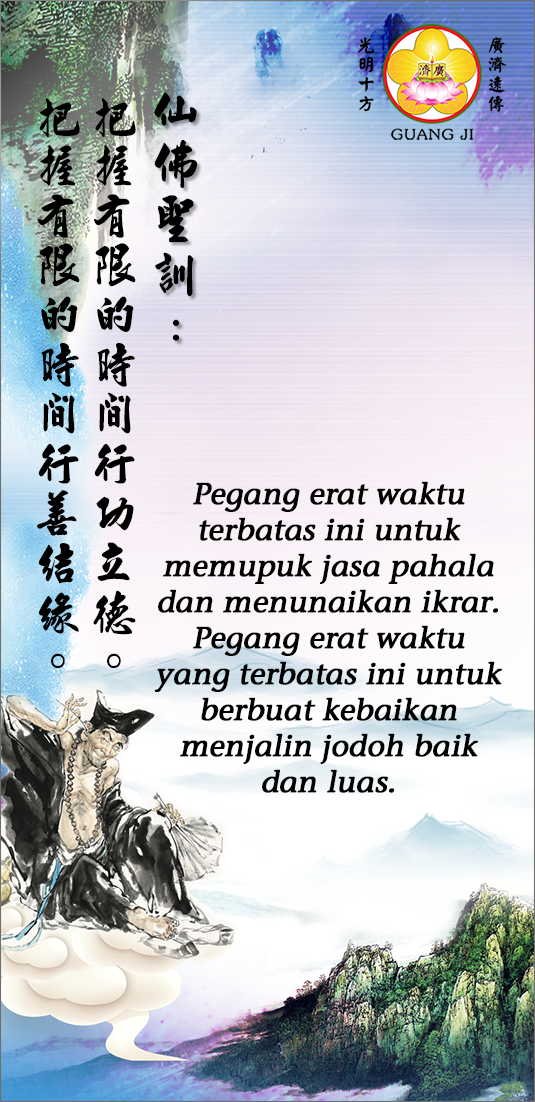 仙佛聖訓：
把握有限的時间行功立德。
把握有限的時间行善结緣。
光明十方
廣濟遠傳
廣濟
GUANG JI
Pegang erat waktu
terbatas ini untuk
memupuk jasa pahala
dan menunaikan ikrar.
Pegang erat waktu
yang terbatas ini untuk
berbuat kebaikan
menjalin jodoh baik
dan luas.